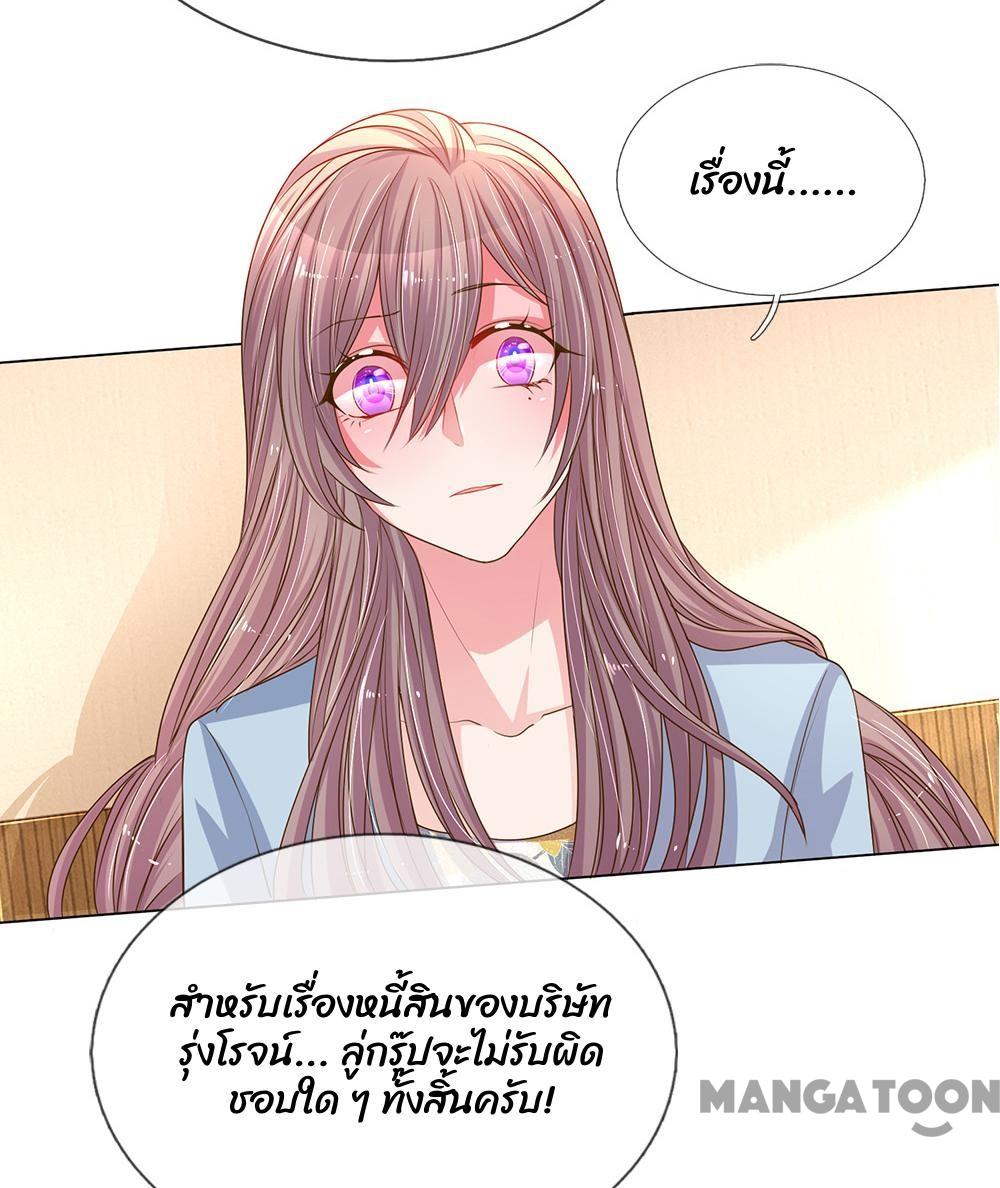 เรื่องนี้......
สำหรับเรื่องหนี้สินของบริษัท
รุ่งโรจน์... ลู่กรุ๊ปจะไม่รับผิด
ชอบใด ๆ ทั้งสิ้นครับ!
MANGATOON